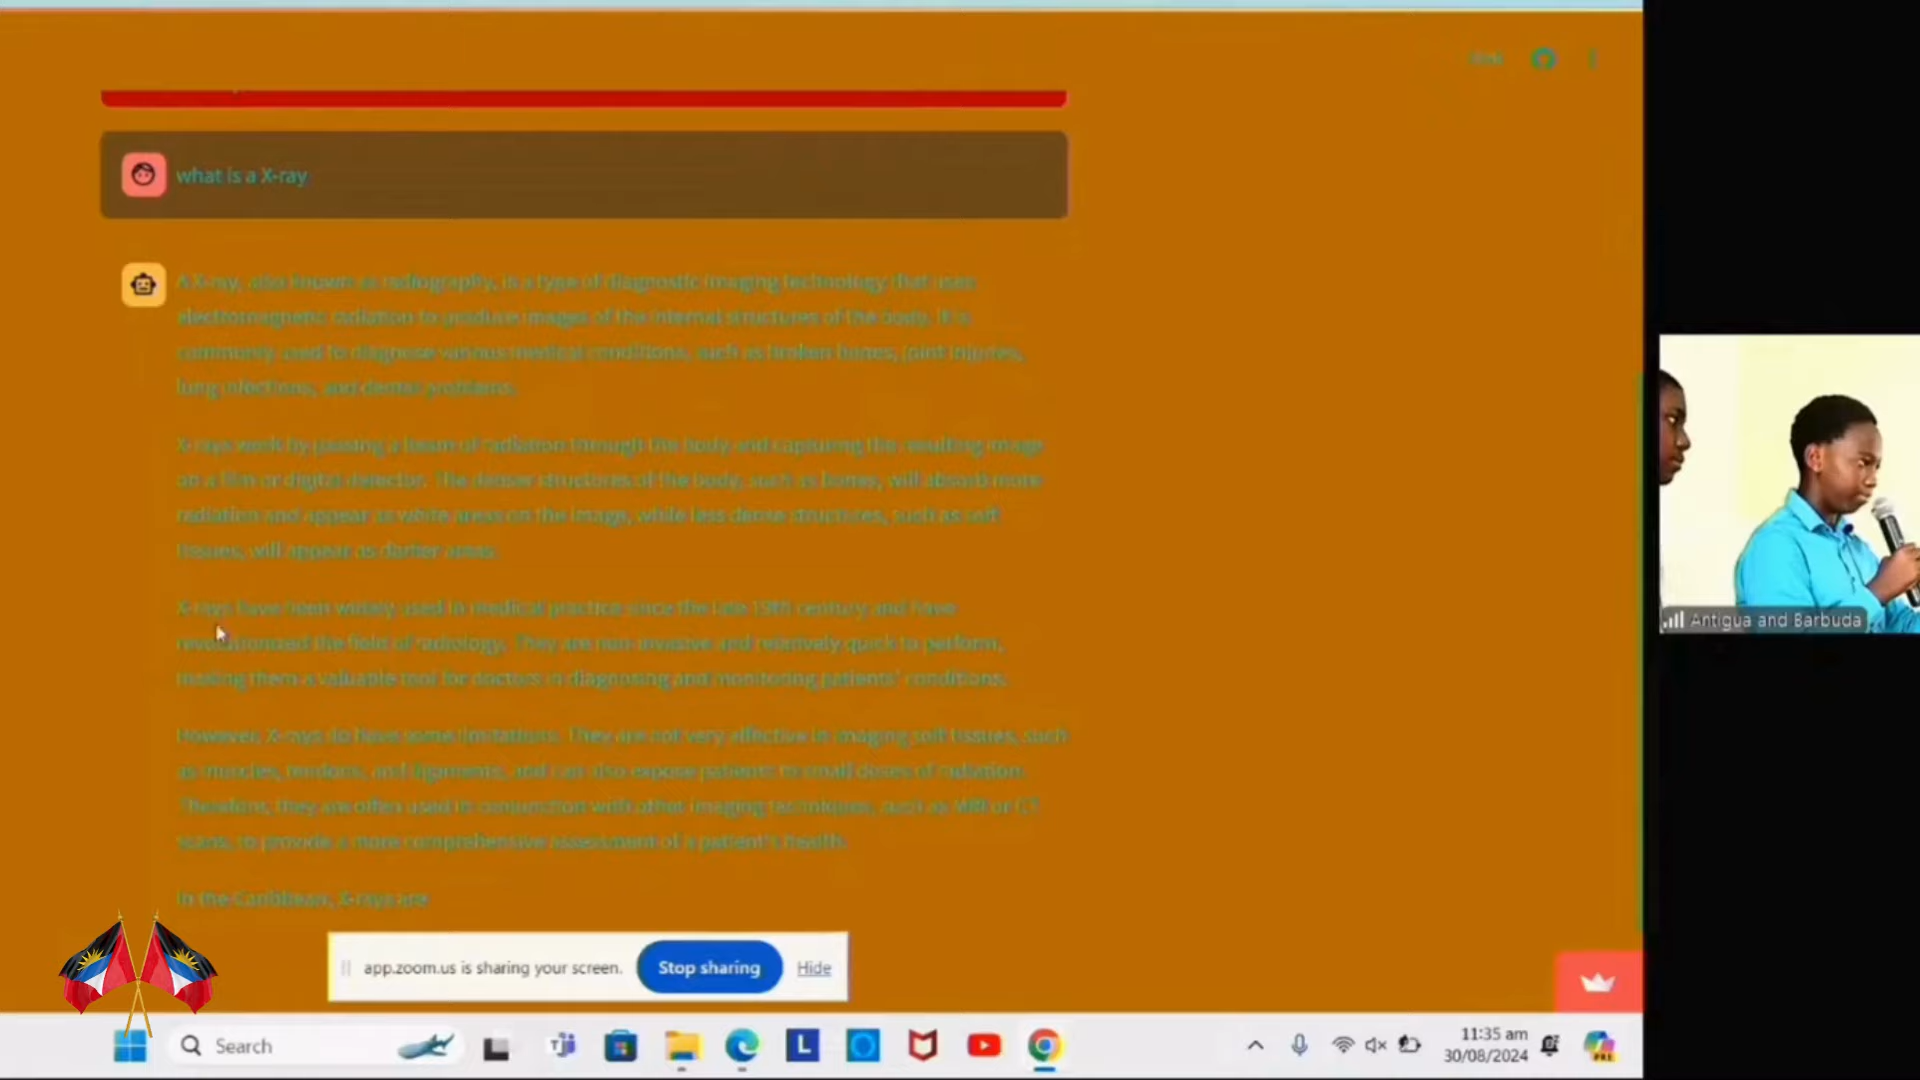 what is a X-ray
A X-ray, also known as radiography, is a type of diagnostic imaging technology that uses
electromagnetic radiation to produce images of the internal structures of the body. It is
commonly used to diagnose various medical conditions, such as broken bones, joint injuries,
lung infections, and dental problems.
X-rays work by passing a beam of radiation through the body and capturing the resulting image
on a film or digital detector. The denser structures of the body, such as bones, will absorb more
radiation and appear as white areas on the image, while less dense structures, such as soft
tissues, will appear as darker areas.
X-rays have been widely used in medical practice since the late 19th century and have
revolutionized the field of radiology. They are non-invasive and relatively quick to perform,
making them a valuable tool for doctors in diagnosing and monitoring patients' conditions.
However, X-rays do have some limitations. They are not very effective in imaging soft tissues, such
as muscles, tendons, and ligaments, and can also expose patients to small doses of radiation.
Therefore, they are often used in conjunction with other imaging techniques, such as MRI or CT
scans, to provide a more comprehensive assessment of a patient's health.
In the Caribbean, X-rays are
Antigua and Barbuda
app.zoom.us is sharing your screen.
Stop sharing
Hide
Search
L
11:35 am
30/08/2024
PRE